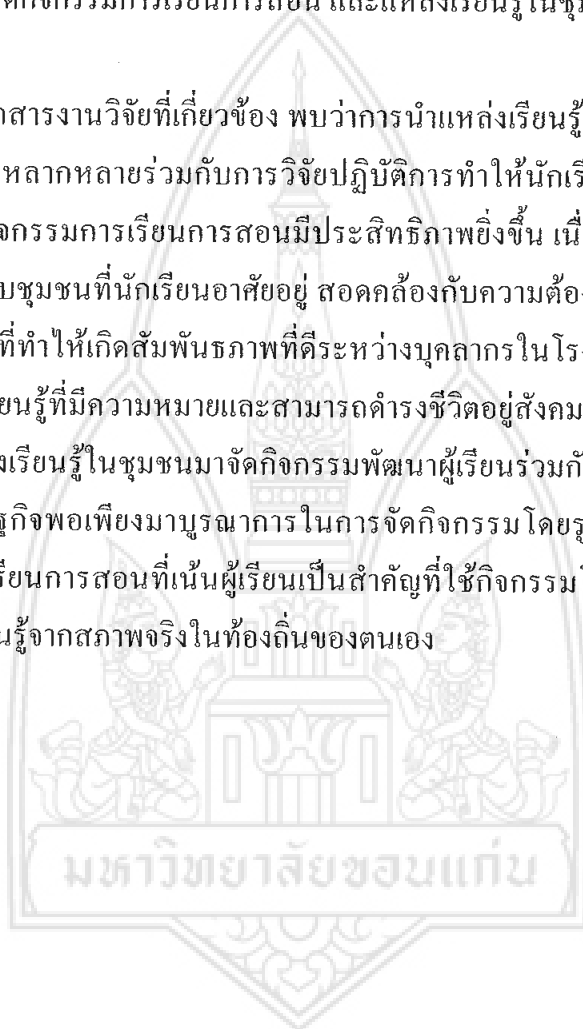 ดกิจกรรมการเรียนการสอน และแหล่งเรียนรู้ในชุม
กสารงานวิจัยที่เกี่ยวข้อง พบว่าการนำแหล่งเรียนรู้
หลากหลายร่วมกับการวิจัยปฏิบัติการทำให้นักเรี
จกรรมการเรียนการสอนมีประสิทธิภาพยิ่งขึ้น เนื่
บชุมชนที่นักเรียนอาศัยอยู่ สอดคล้องกับความต้อง
ที่ทำให้เกิดสัมพันธภาพที่ดีระหว่างบุคลากรในโร
ยนรู้ที่มีความหมายและสามารถดำรงชีวิตอยู่สังคม
งเรียนรู้ในชุมชนมาจัดกิจกรรมพัฒนาผู้เรียนร่วมกั
ฐกิจพอเพียงมาบูรณาการในการจัดกิจกรรมโดยรู
รียนการสอนที่เน้นผู้เรียนเป็นสำคัญที่ใช้กิจกรรมโ
นรู้จากสภาพจริงในท้องถิ่นของตนเอง
มหาวิทยาลัยขอนแก่น